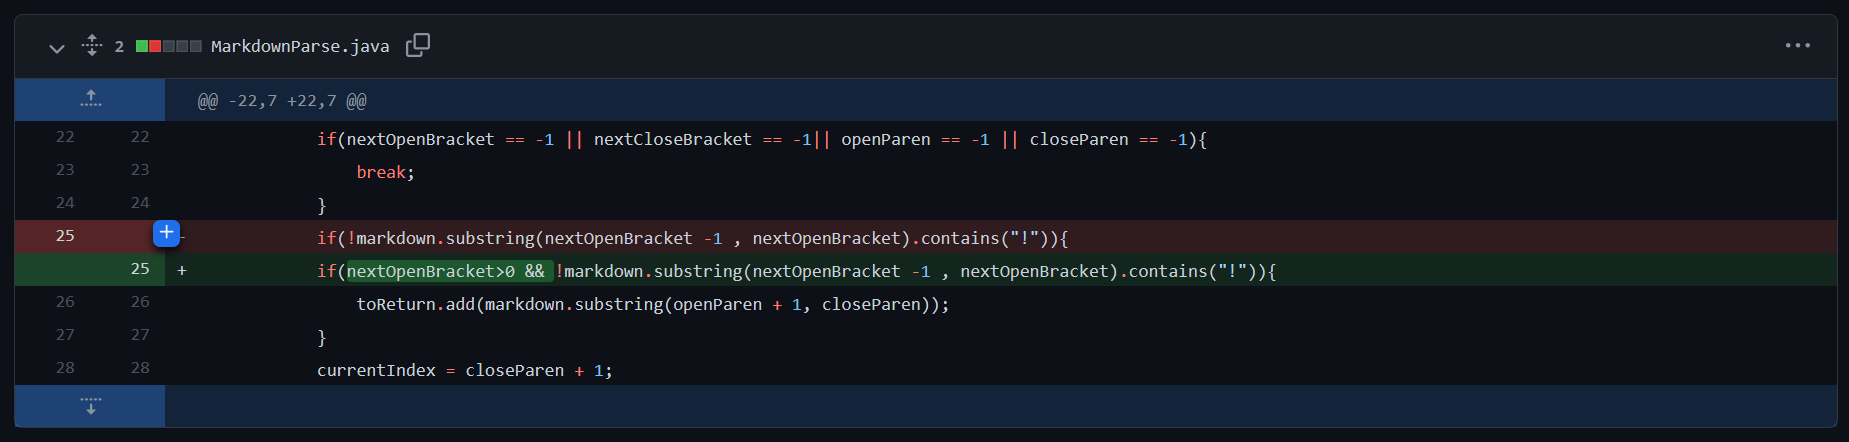 2 MarkdownParse.java
@@ -22,7 +22,7 @@
22 22 if(nextOpenBracket == -1 || nextCloseBracket == -1|| openParen == -1 || closeParen == -1){
23 23 break;
24 24 }
25 - if(!markdown.substring(nextOpenBracket -1 , nextOpenBracket).contains("!")){
25 + if(nextOpenBracket>0 && !markdown.substring(nextOpenBracket -1 , nextOpenBracket).contains("!")){
26 26 toReturn.add(markdown.substring(openParen + 1, closeParen));
27 27 }
28 28 currentIndex = closeParen + 1;